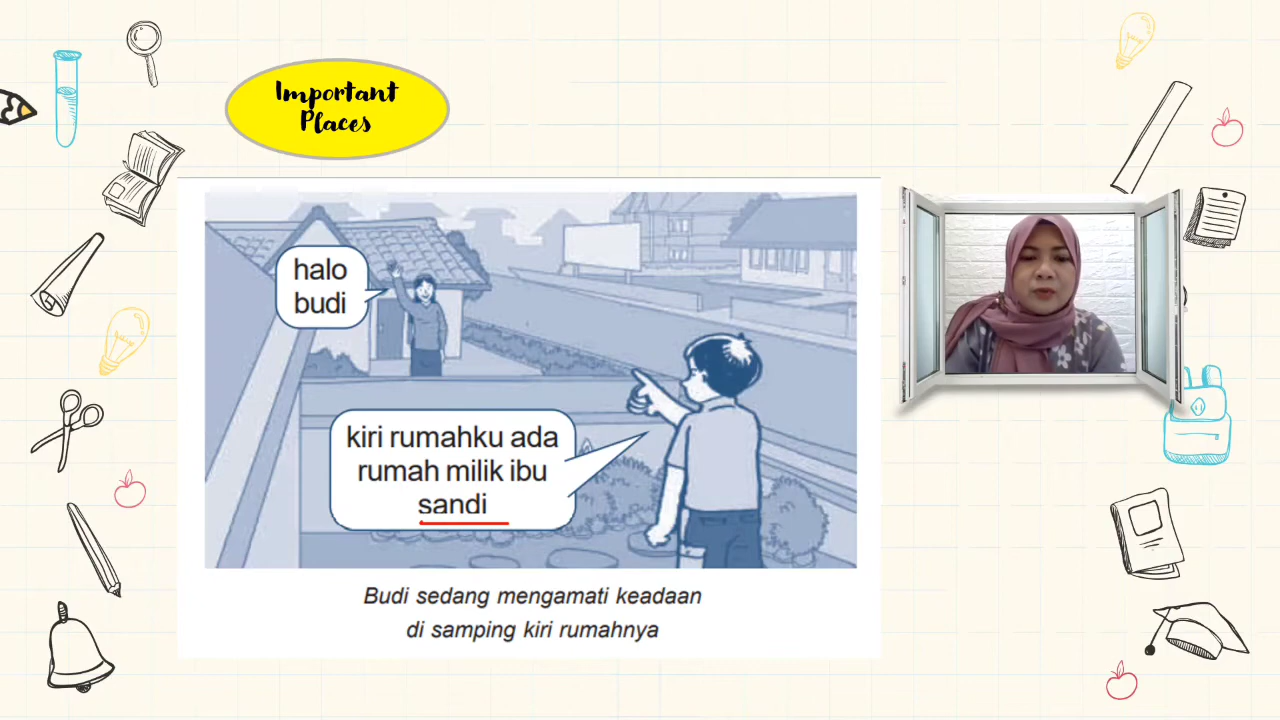 Important
Places
halo
budi
kiri rumahku ada
rumah milik ibu
sandi
Budi sedang mengamati keadaan
di samping kiri rumahnya